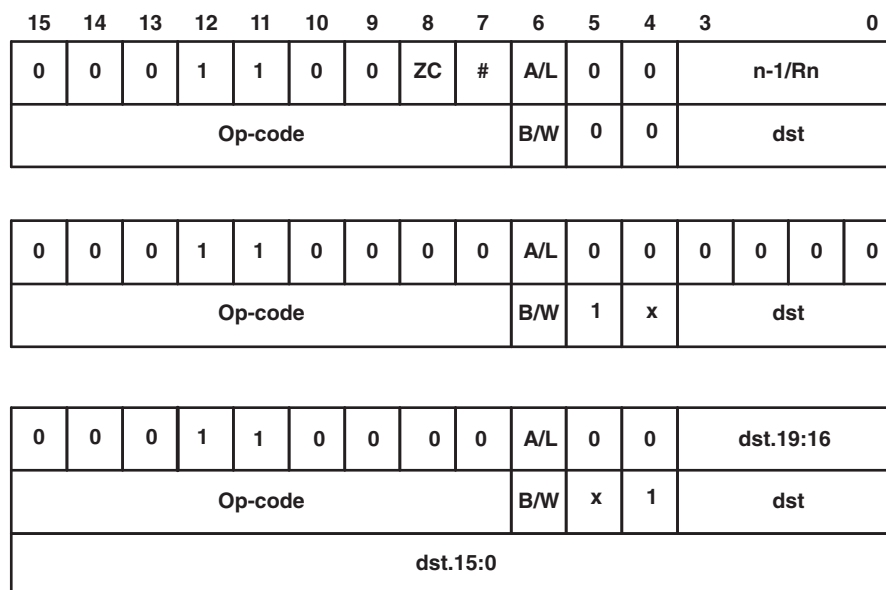 15 14 13 12 11 10 9 8 7 6 5 4 3 0
0 0 0 1 1 0 0 ZC # A/L 0 0 n-1/Rn
Op-code B/W 0 0 dst
0 0 0 1 1 0 0 0 0 A/L 0 0 0 0 0 0
Op-code B/W 1 x dst
0 0 0 1 1 0 0 0 0 A/L 0 0 dst.19:16
Op-code B/W x 1 dst
dst.15:0